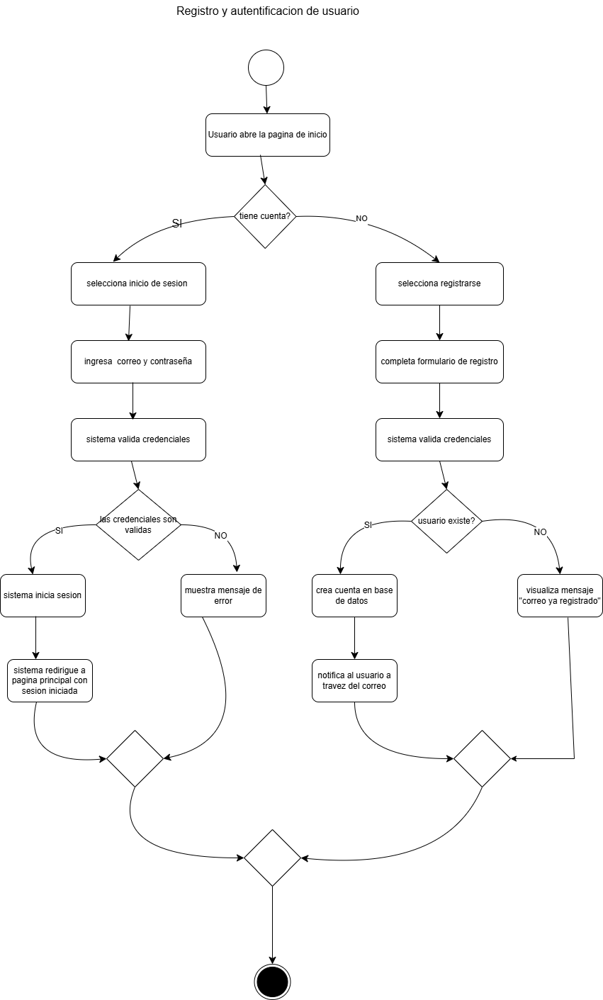 Registro y autentificacion de usuario
Usuario abre la pagina de inicio
tiene cuenta?
SI
NO
selecciona inicio de sesion
selecciona registrarse
ingresa correo y contraseña
completa formulario de registro
sistema valida credenciales
sistema valida credenciales
las credenciales son
validas
usuario existe?
SI
NO
SI
NO
sistema inicia sesion
muestra mensaje de
error
crea cuenta en base
de datos
visualiza mensaje
"correo ya registrado"
sistema redirigue a
pagina principal con
sesion iniciada
notifica al usuario a
travez del correo